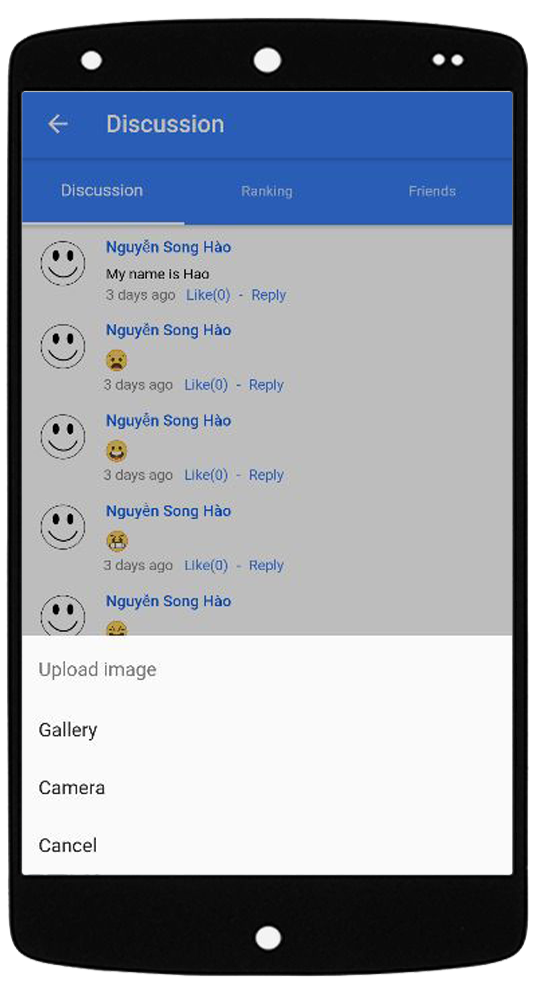 Discussion
Discussion Ranking Friends
Nguyễn Song Hào
My name is Hao
3 days ago Like(0) - Reply
Nguyễn Song Hào
3 days ago Like(0) - Reply
Nguyễn Song Hào
3 days ago Like(0) - Reply
Nguyễn Song Hào
3 days ago Like(0) - Reply
Nguyễn Song Hào
Upload image
Gallery
Camera
Cancel